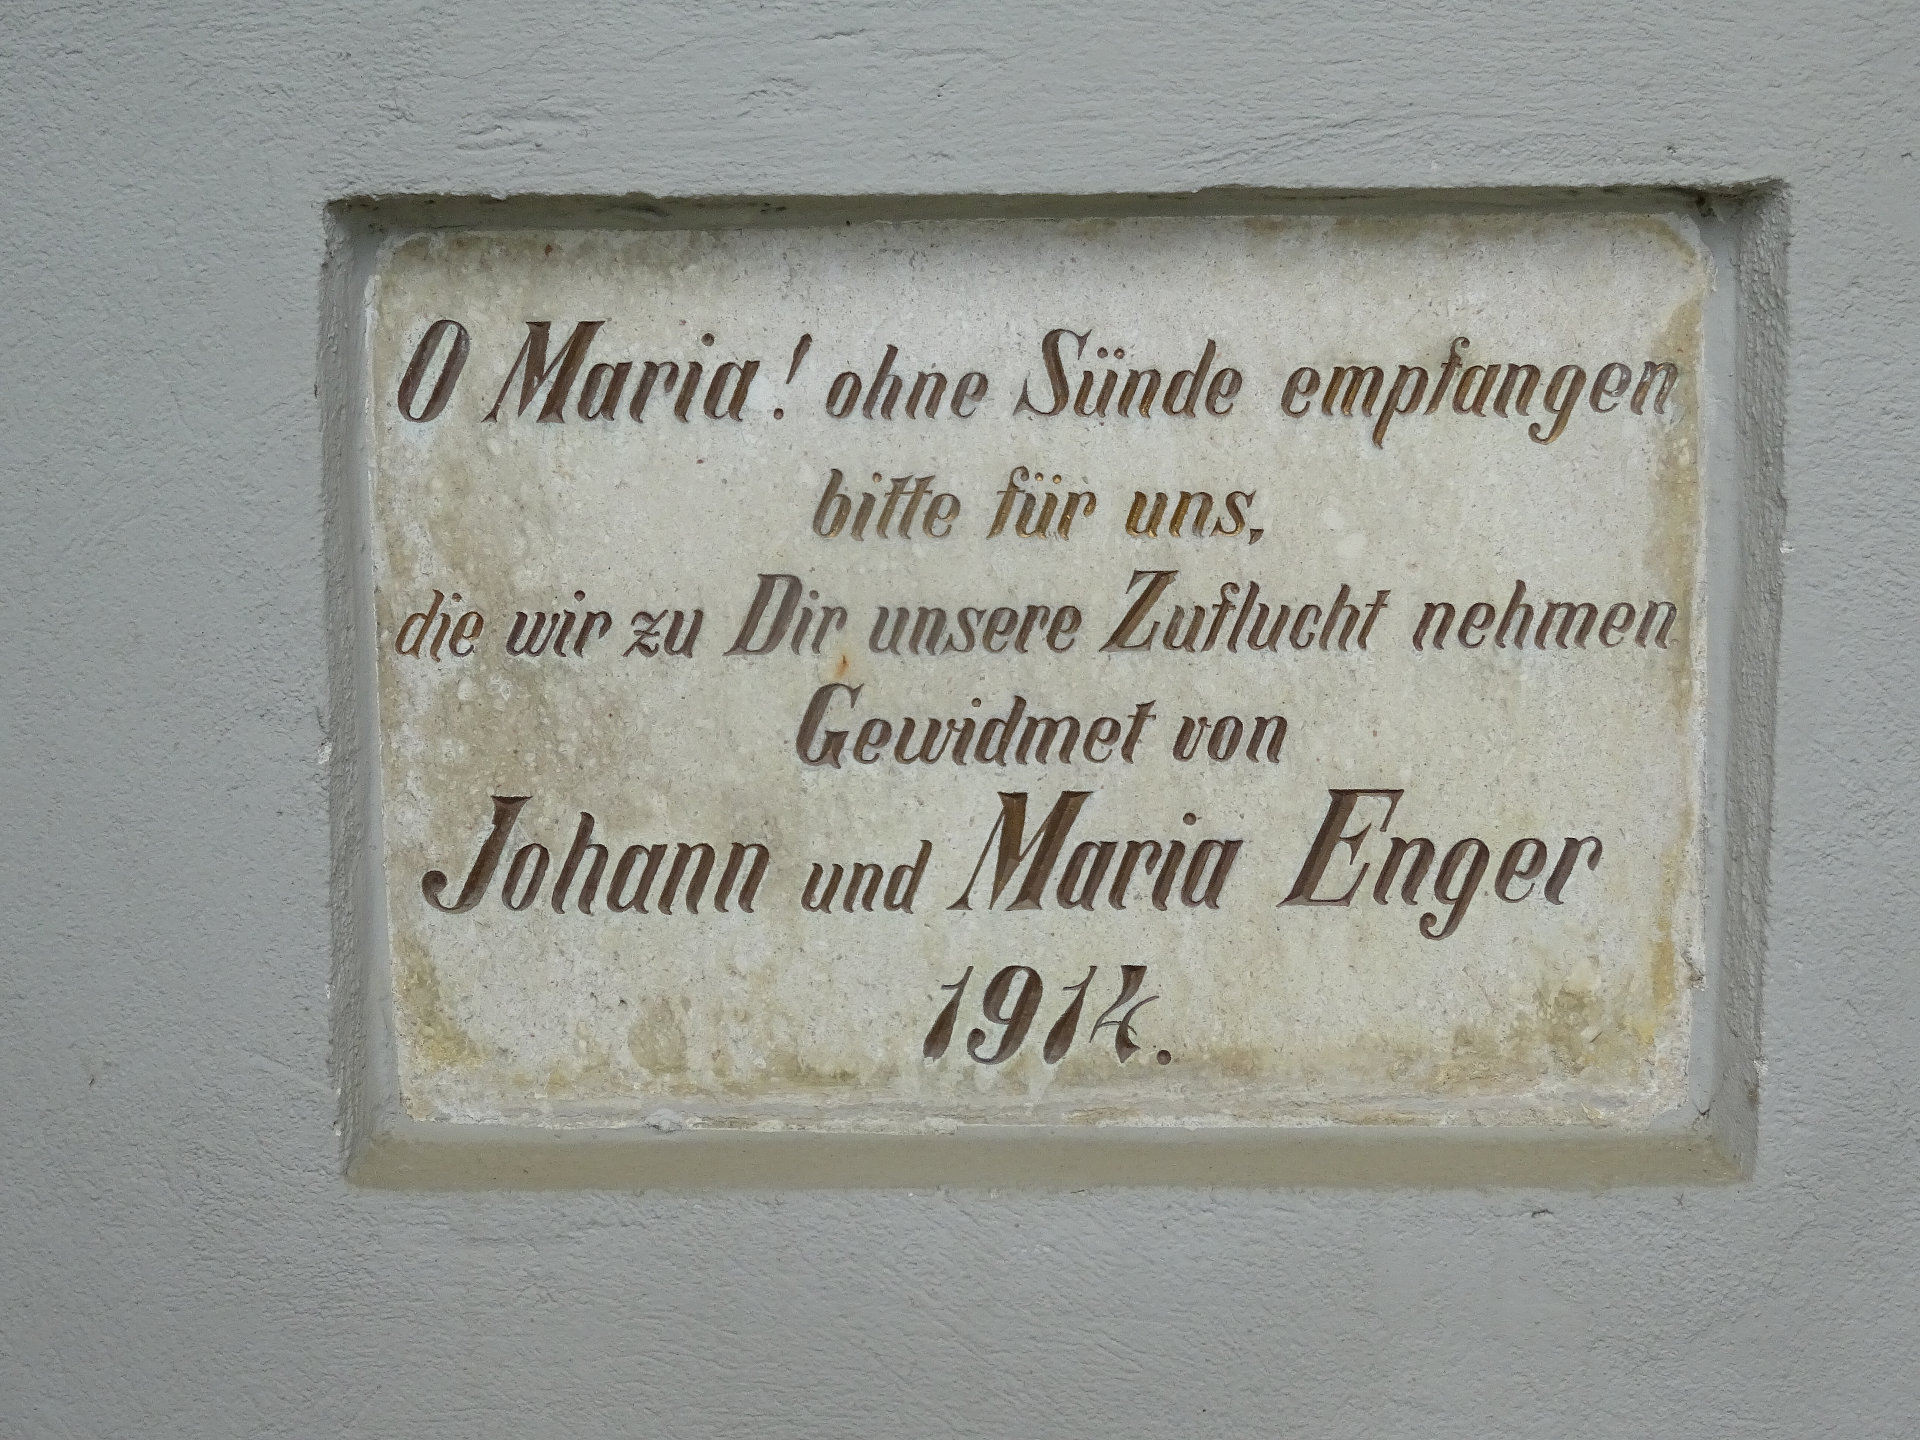 O Maria! ohne Sünde empfangen
bitte für uns,
die wir zu Dir unsere Zuflucht nehmen
Gewidmet von
Johann und Maria Enger
1914.